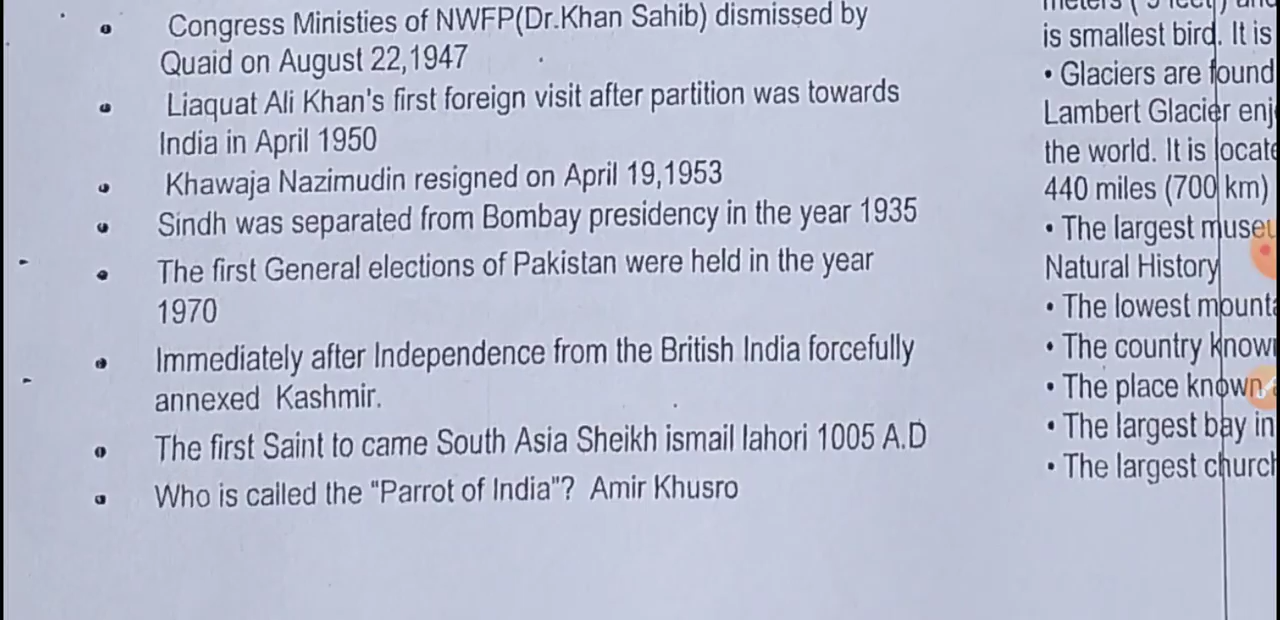 Congress Ministies of NWFP(Dr.Khan Sahib) dismissed by
Quaid on August 22,1947
Liaquat Ali Khan's first foreign visit after partition was towards
India in April 1950
Khawaja Nazimudin resigned on April 19,1953
Sindh was separated from Bombay presidency in the year 1935
The first General elections of Pakistan were held in the year
1970
Immediately after Independence from the British India forcefully
annexed Kashmir.
The first Saint to came South Asia Sheikh ismail lahori 1005 A.D
Who is called the "Parrot of India"? Amir Khusro
is smallest bird. It is
• Glaciers are found
Lambert Glacier
the world. It is
440 miles (700 km)
• The largest
Natural History
• The lowest
• The country
• The place known
• The largest bay in
• The largest